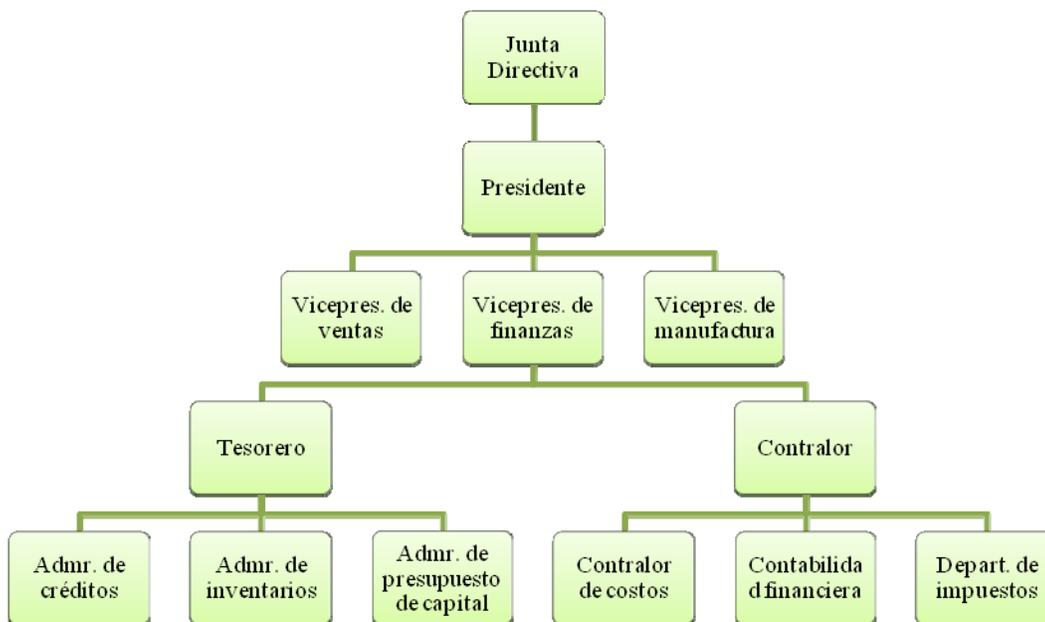 Junta
Directiva
Presidente
Vicepres. de
ventas
Vicepres. de
finanzas
Vicepres. de
manufactura
Tesorero
Contralor
Admr. de
créditos
Admr. de
inventarios
Admr. de
presupuesto
de capital
Contralor
de costos
Contabilida
d financiera
Depart. de
impuestos